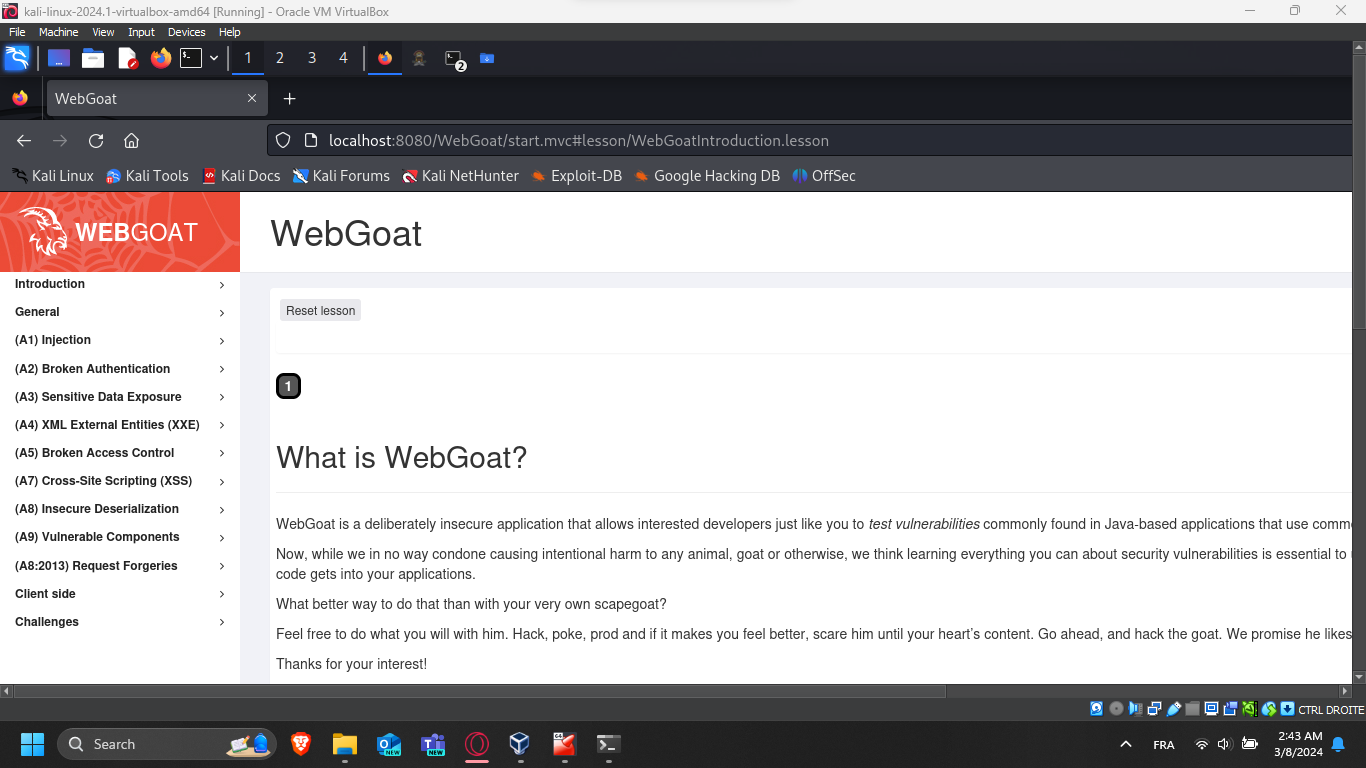 kali-linux-2024.1-virtualbox-amd64 [Running] - Oracle VM VirtualBox
File Machine View Input Devices Help
1 2 3 4 2
WebGoat
localhost:8080/WebGoat/start.mvc#lesson/WebGoatIntroduction.lesson
Kali Linux Kali Tools Kali Docs Kali Forums Kali NetHunter Exploit-DB Google Hacking DB OffSec
WEBGOAT
WebGoat
Introduction
General
(A1) Injection
(A2) Broken Authentication
(A3) Sensitive Data Exposure
(A4) XML External Entities (XXE)
(A5) Broken Access Control
(A7) Cross-Site Scripting (XSS)
(A8) Insecure Deserialization
(A9) Vulnerable Components
(A8:2013) Request Forgeries
Client side
Challenges
Reset lesson
1
What is WebGoat?
WebGoat is a deliberately insecure application that allows interested developers just like you to test vulnerabilities commonly found in Java-based applications that use
Now, while we in no way condone causing intentional harm to any animal, goat or otherwise, we think learning everything you can about security vulnerabilities is essential to
code gets into your applications.
What better way to do that than with your very own scapegoat?
Feel free to do what you will with him. Hack, poke, prod and if it makes you feel better, scare him until your heart's content. Go ahead, and hack the goat. We promise he likes
Thanks for your interest!
CTRL DROITE
Search
NEW
NEW
FRA
2:43 AM
3/8/2024